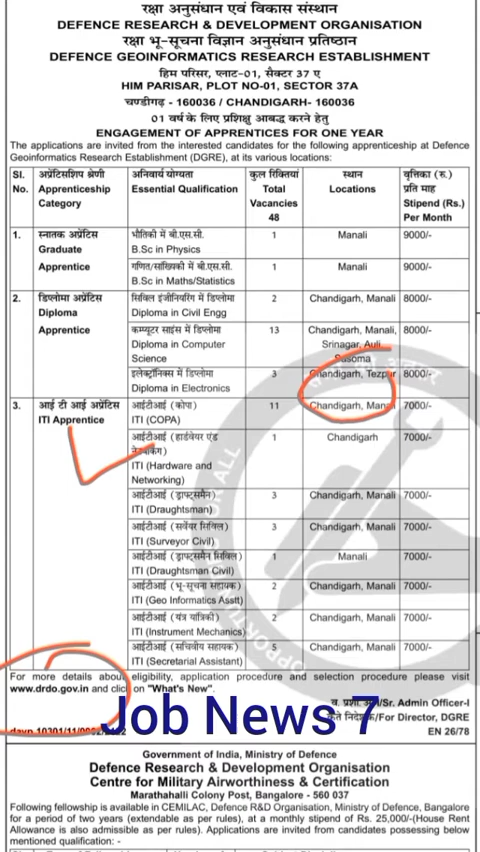 रक्षा अनुसंधान एवं विकास संस्थान
DEFENCE RESEARCH & DEVELOPMENT ORGANISATION
रक्षा भू-सूचना विज्ञान अनुसंधान प्रतिष्ठान
DEFENCE GEOINFORMATICS RESEARCH ESTABLISHMENT
हिम परिसर, प्लाट-01, सैक्टर 37 ए
HIM PARISAR, PLOT NO-01, SECTOR 37A
चण्डीगढ़ - 160036 / CHANDIGARH- 160036
01 वर्ष के लिए प्रशिक्षु आबद्ध करने हेतु
ENGAGEMENT OF APPRENTICES FOR ONE YEAR
The applications are invited from the interested candidates for the following apprenticeship at Defence
Geoinformatics Research Establishment (DGRE), at its various locations:
Sl. अप्रेंटिसशिप श्रेणी अनिवार्य योग्यता कुल रिक्तियां स्थान वृत्तिका (रु.)
No. Apprenticeship Essential Qualification Total Locations प्रति माह
Category Vacancies Stipend (Rs.)
48 Per Month
1. स्नातक अप्रेंटिस भौतिकी में बी.एस.सी. 1 Manali 9000/-
Graduate B.Sc in Physics
Apprentice गणित/सांख्यिकी में बी.एस.सी. 1 Manali 9000/-
B.Sc in Maths/Statistics
2. डिप्लोमा अप्रेंटिस सिविल इंजीनियरिंग में डिप्लोमा 2 Chandigarh, Manali 8000/-
Diploma Diploma in Civil Engg
Apprentice कम्प्यूटर साइंस में डिप्लोमा 13 Chandigarh, Manali, 8000/-
Diploma in Computer Srinagar, Auli,
Science Sasoma
इलेक्ट्रॉनिक्स में डिप्लोमा 3 Chandigarh, Tezpur 8000/-
Diploma in Electronics
3. आई टी आई अप्रेंटिस आईटीआई (कोपा) 11 Chandigarh, Manali 7000/-
ITI Apprentice ITI (COPA)
आईटीआई (हार्डवेयर एंड 1 Chandigarh 7000/-
नेटवर्किंग)
ITI (Hardware and
Networking)
आईटीआई (ड्राफ्ट्समैन) 3 Chandigarh, Manali 7000/-
ITI (Draughtsman)
आईटीआई (सर्वेयर सिविल) 3 Chandigarh, Manali 7000/-
ITI (Surveyor Civil)
आईटीआई (ड्राफ्ट्समैन सिविल) 1 Manali 7000/-
ITI (Draughtsman Civil)
आईटीआई (भू-सूचना सहायक) 2 Chandigarh, Manali 7000/-
ITI (Geo Informatics Asstt)
आईटीआई (यंत्र यांत्रिकी) 2 Chandigarh, Manali 7000/-
ITI (Instrument Mechanics)
आईटीआई (सचिवीय सहायक) 5 Chandigarh, Manali 7000/-
ITI (Secretarial Assistant)
For more details about eligibility, application procedure and selection procedure please visit
www.drdo.gov.in and click on "What's New".
Job News 7
व. प्रशा. अधि/Sr. Admin Officer-I
कृते निदेशक/For Director, DGRE
davp 10301/11/ EN 26/78
Government of India, Ministry of Defence
Defence Research & Development Organisation
Centre for Military Airworthiness & Certification
Marathahalli Colony Post, Bangalore - 560 037
Following fellowship is available in CEMILAC, Defence R&D Organisation, Ministry of Defence, Bangalore
for a period of two years (extendable as per rules), at a monthly stipend of Rs. 25,000/-(House Rent
Allowance is also admissible as per rules). Applications are invited from candidates possessing below
mentioned qualification: -